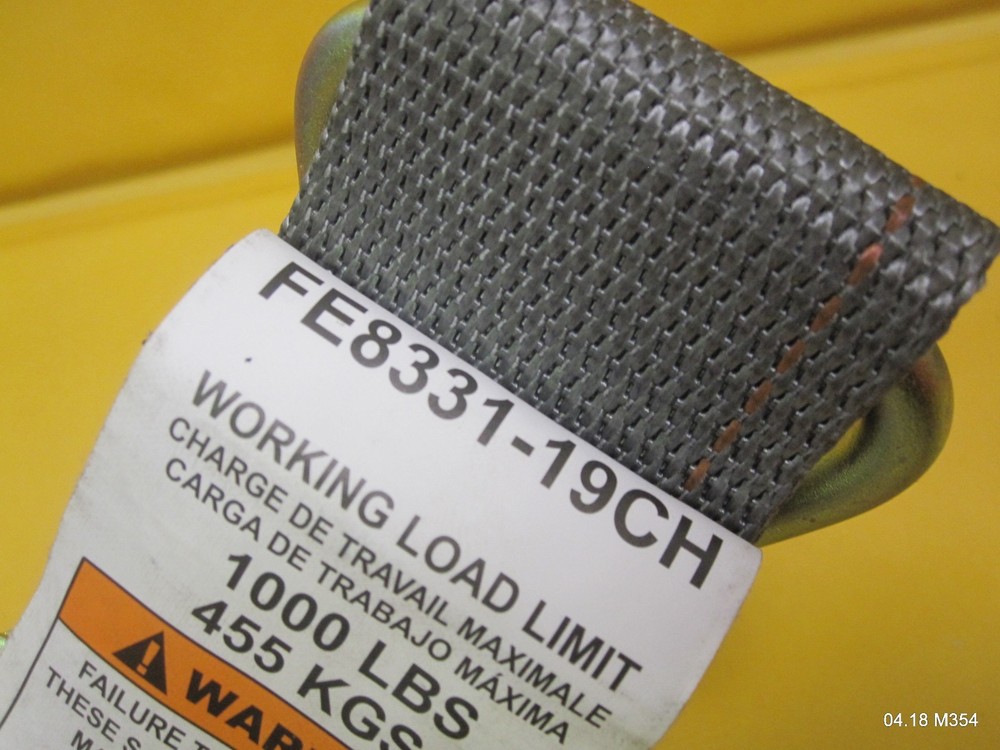 FE8331-19CH
WORKING LOAD LIMIT
CHARGE DE TRAVAIL MAXIMALE
CARGA DE TRABAJO MÁXIMA
1000 LBS
455 KGS
FAILURE
THESE
04.18 M354